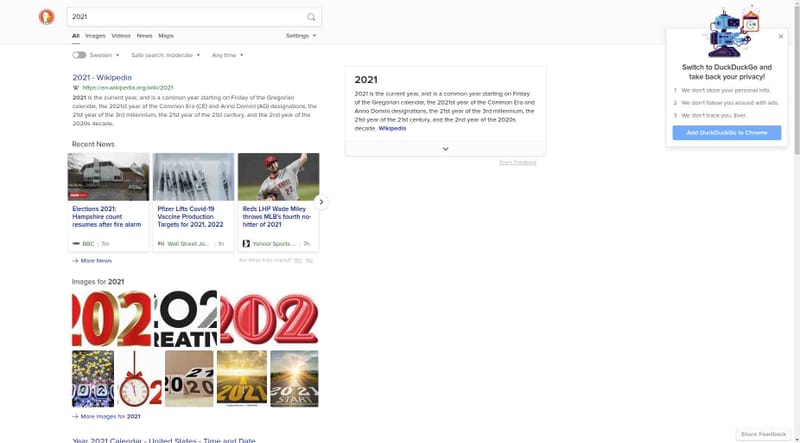 2021
All Images Videos News Maps Settings
Sweden Safe search: moderate Any time
2021 - Wikipedia
https://en.wikipedia.org/wiki/2021
2021 is the current year, and is a common year starting on Friday of the Gregorian
calendar, the 2021st year of the Common Era (CE) and Anno Domini (AD) designations, the
21st year of the 3rd millennium, the 21st year of the 21st century, and the 2nd year of the
2020s decade.
Recent News
Elections 2021:
Hampshire count
resumes after fire alarm
BBC | 7m
Pfizer Lifts Covid-19
Vaccine Production
Targets for 2021, 2022
Wall Street Jo... | 1h
Reds LHP Wade Miley
throws MLB's fourth no-
hitter of 2021
Yahoo! Sports ... | 7h
→ More News
Are these links helpful? Yes No
Images for 2021
202
202
REATIV
202
2021
2021
START
→ More Images for 2021
Year 2021 Calendar - United States - Time and Date
2021
2021 is the current year, and is a common year starting on Friday
of the Gregorian calendar, the 2021st year of the Common Era and
Anno Domini designations, the 21st year of the 3rd millennium, the
21st year of the 21st century, and the 2nd year of the 2020s
decade. Wikipedia
Share Feedback
Switch to DuckDuckGo and
take back your privacy!
1 We don't store your personal info.
2 We don't follow you around with ads.
3 We don't track you. Ever.
Add DuckDuckGo to Chrome
Share Feedback